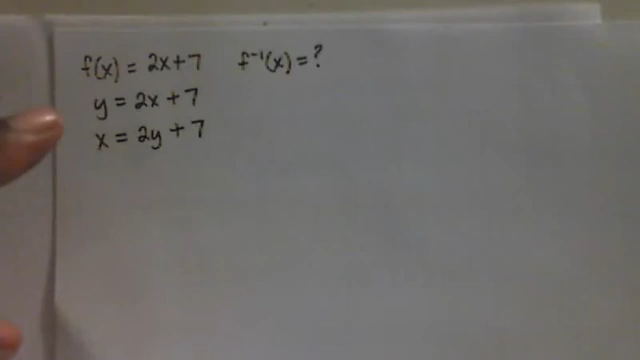 f(x) = 2x+7 f⁻¹(x) = ?
y = 2x + 7
x = 2y + 7